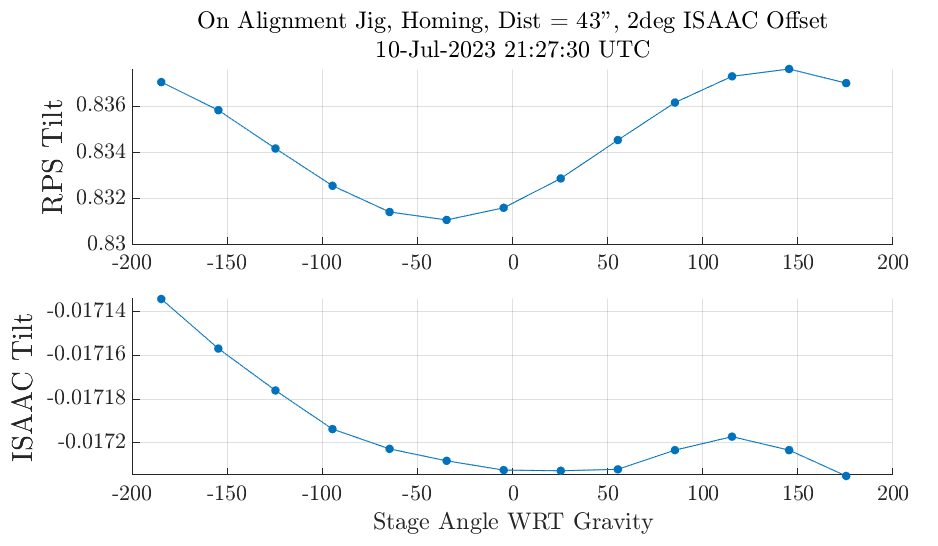 On Alignment Jig, Homing, Dist = 43", 2deg ISAAC Offset
10-Jul-2023 21:27:30 UTC
RPS Tilt
0.836
0.834
0.832
0.83
-200 -150 -100 -50 0 50 100 150 200
ISAAC Tilt
-0.01714
-0.01716
-0.01718
-0.0172
-200 -150 -100 -50 0 50 100 150 200
Stage Angle WRT Gravity